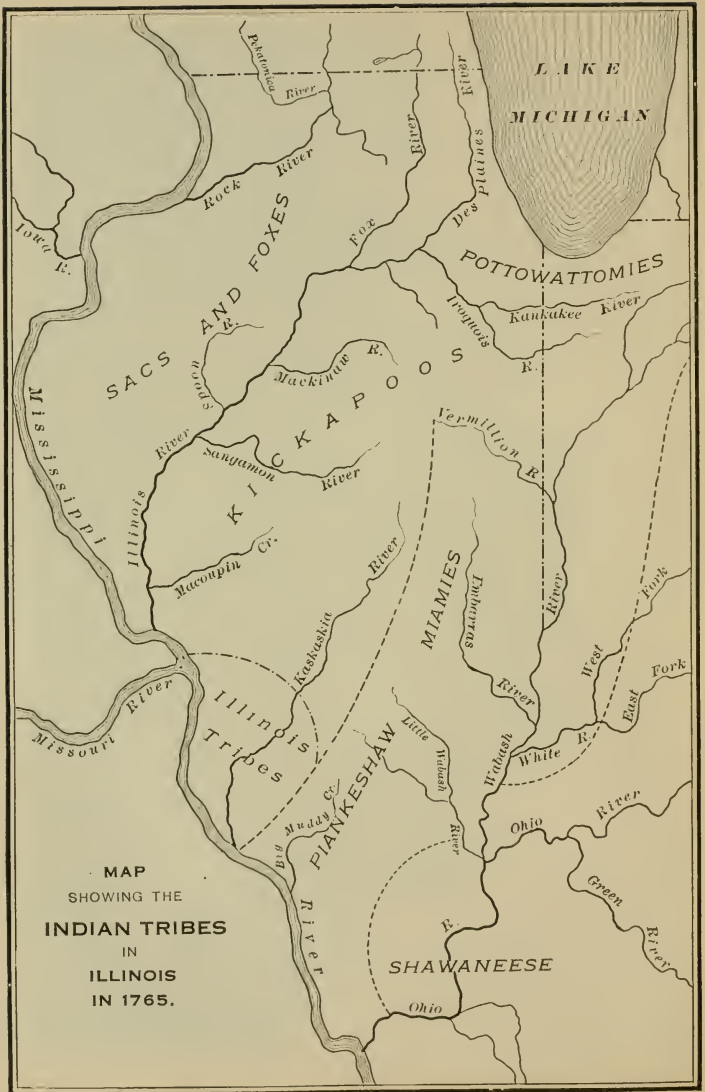 LAKE
MICHIGAN
Pekatonica
River
Rock River
Fox River
Des Plaines River
Iowa
R.
SACS AND FOXES
POTTOWATTOMIES
Kankakee River
Iroquois
R.
Spoon
R.
Mackinaw R.
KICKAPOOS
Vermillion R.
Mississippi
Illinois River
Sangamon River
Macoupin Cr.
Kaskaskia River
MIAMIES
Embarras
River
River
West Fork
East Fork
Missouri River
Illinois
Tribes
Little
Wabash
River
Wabash
White R.
PIANKESHAW
Big Muddy Cr.
Ohio River
Green
River
River
R.
SHAWANEESE
Ohio
MAP
SHOWING THE
INDIAN TRIBES
IN
ILLINOIS
IN 1765.